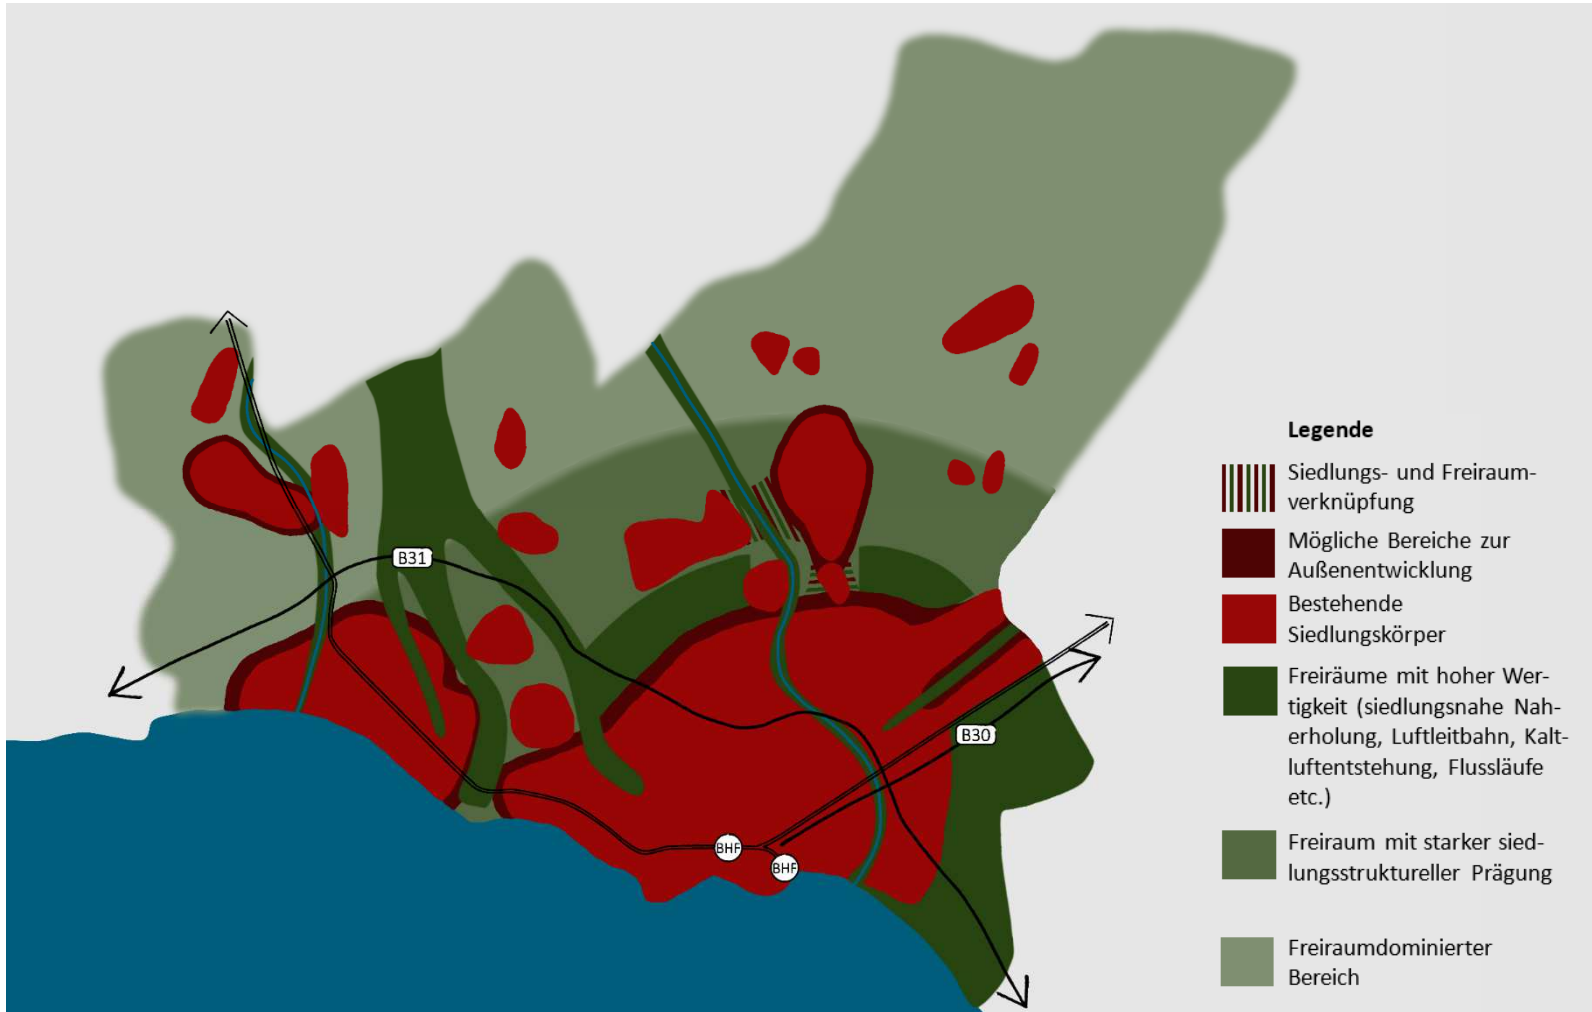 B31
B30
BHF
BHF
Legende
Siedlungs- und Freiraum-
verknüpfung
Mögliche Bereiche zur
Außenentwicklung
Bestehende
Siedlungskörper
Freiräume mit hoher Wer-
tigkeit (siedlungsnahe Nah-
erholung, Luftleitbahn, Kalt-
luftentstehung, Flussläufe
etc.)
Freiraum mit starker sied-
lungsstruktureller Prägung
Freiraumdominierter
Bereich